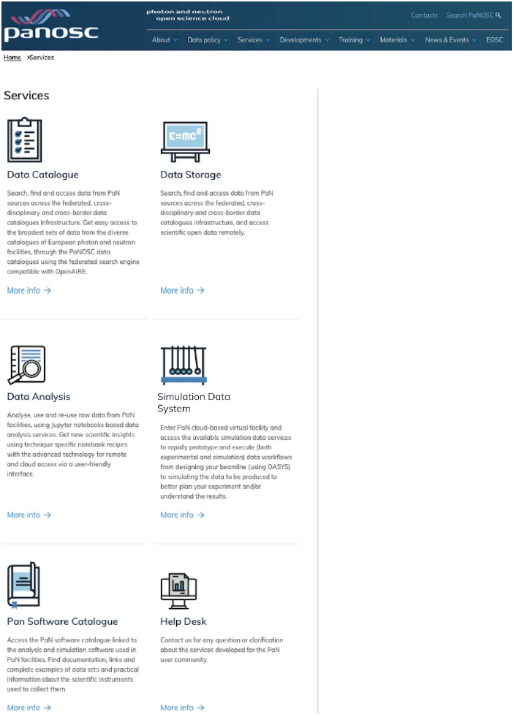 panosc
photon and neutron
open science cloud
Contacts Search PaNOSC
About Data policy Services Developments Training Materials News & Events EOSC
Home >Services
Services
Data Catalogue
Search, find and access data from PaN
sources across the federated, cross-
disciplinary and cross-border data
catalogues infrastructure. Get easy access to
the broadest sets of data from the diverse
catalogues of European photon and neutron
facilities, through the PaNOSC data
catalogues using the federated search engine
compatible with OpenAIRE.
More info →
E=mc²
Data Storage
Search, find and access data from PaN
sources across the federated, cross-
disciplinary and cross-border data
catalogues infrastructure, and access
scientific open data remotely.
More info →
Data Analysis
Analyse, use and re-use raw data from PaN
facilities, using Jupyter notebooks based data
analysis services. Get new scientific insights
using technique specific notebook recipes
with the advanced technology for remote
and cloud access via a user-friendly
interface.
More info →
Simulation Data
System
Enter PaN cloud-based virtual facility and
access the available simulation data services
to rapidly prototype and execute (both
experimental and simulation) data workflows
from designing your beamline (using OASYS)
to simulating the data to be produced to
better plan your experiment and/or
understand the results.
More info →
Pan Software Catalogue
Access the PaN software catalogue linked to
the analysis and simulation software used in
PaN facilities. Find documentation, links and
complete examples of data sets and practical
information about the scientific instruments
used to collect them.
More info →
Help Desk
Contact us for any question or clarification
about the services developed for the PaN
user community.
More info →